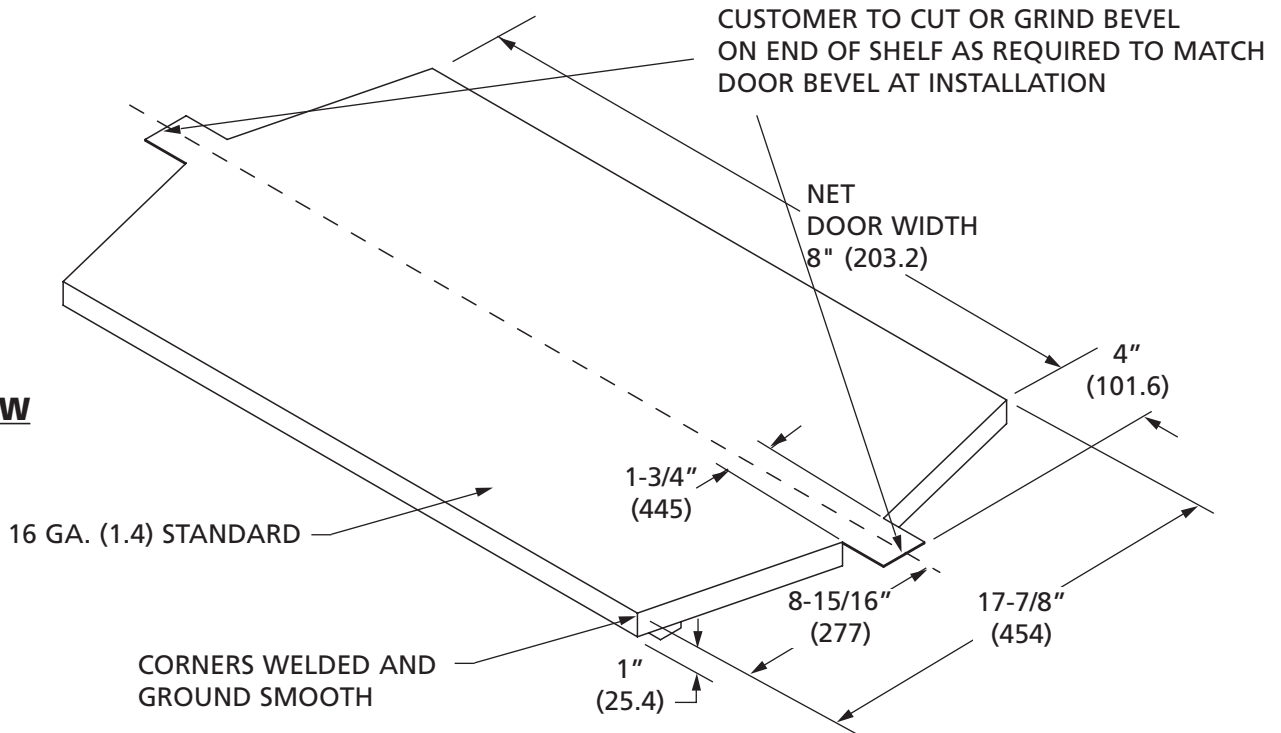 CUSTOMER TO CUT OR GRIND BEVEL
ON END OF SHELF AS REQUIRED TO MATCH
DOOR BEVEL AT INSTALLATION
NET
DOOR WIDTH
8" (203.2)
4”
(101.6)
W
1-3/4”
(445)
16 GA. (1.4) STANDARD
8-15/16”
(277)
17-7/8”
(454)
CORNERS WELDED AND
GROUND SMOOTH
1”
(25.4)